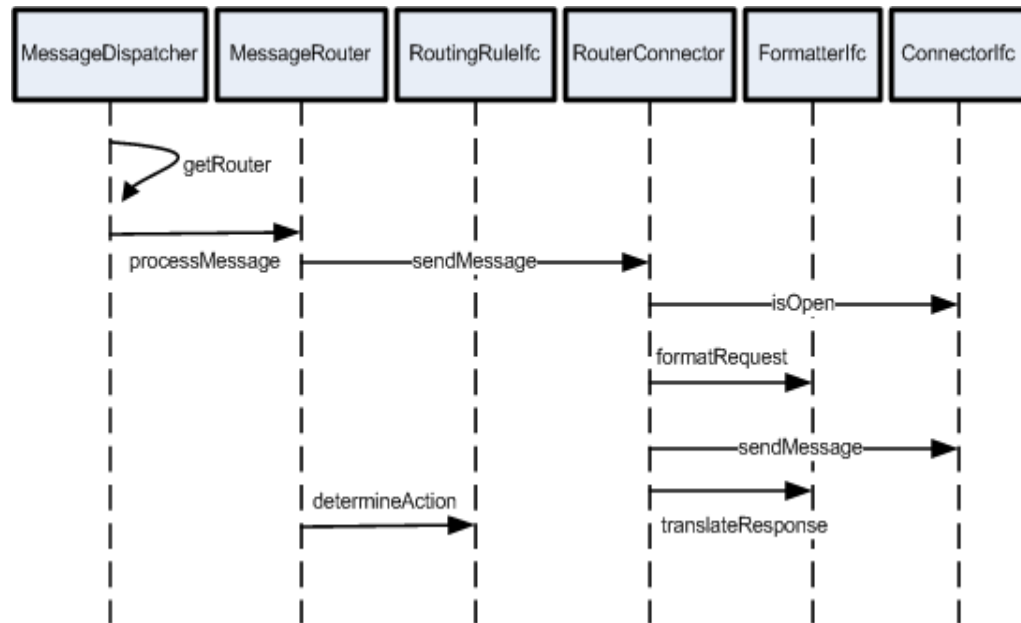 MessageDispatcher
MessageRouter
RoutingRuleIfc
RouterConnector
FormatterIfc
ConnectorIfc
getRouter
processMessage
sendMessage
isOpen
formatRequest
sendMessage
determineAction
translateResponse